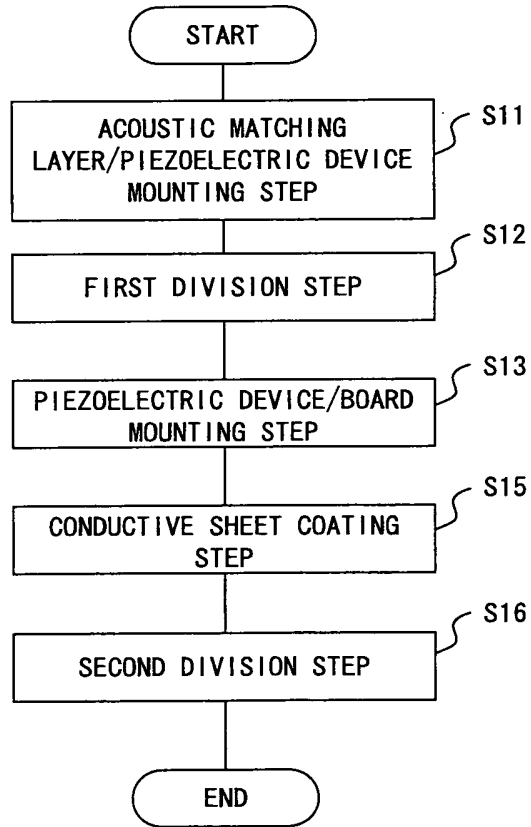 START
ACOUSTIC MATCHING
LAYER/PIEZOELECTRIC DEVICE
MOUNTING STEP
S11
FIRST DIVISION STEP
S12
PIEZOELECTRIC DEVICE/BOARD
MOUNTING STEP
S13
CONDUCTIVE SHEET COATING
STEP
S15
SECOND DIVISION STEP
S16
END